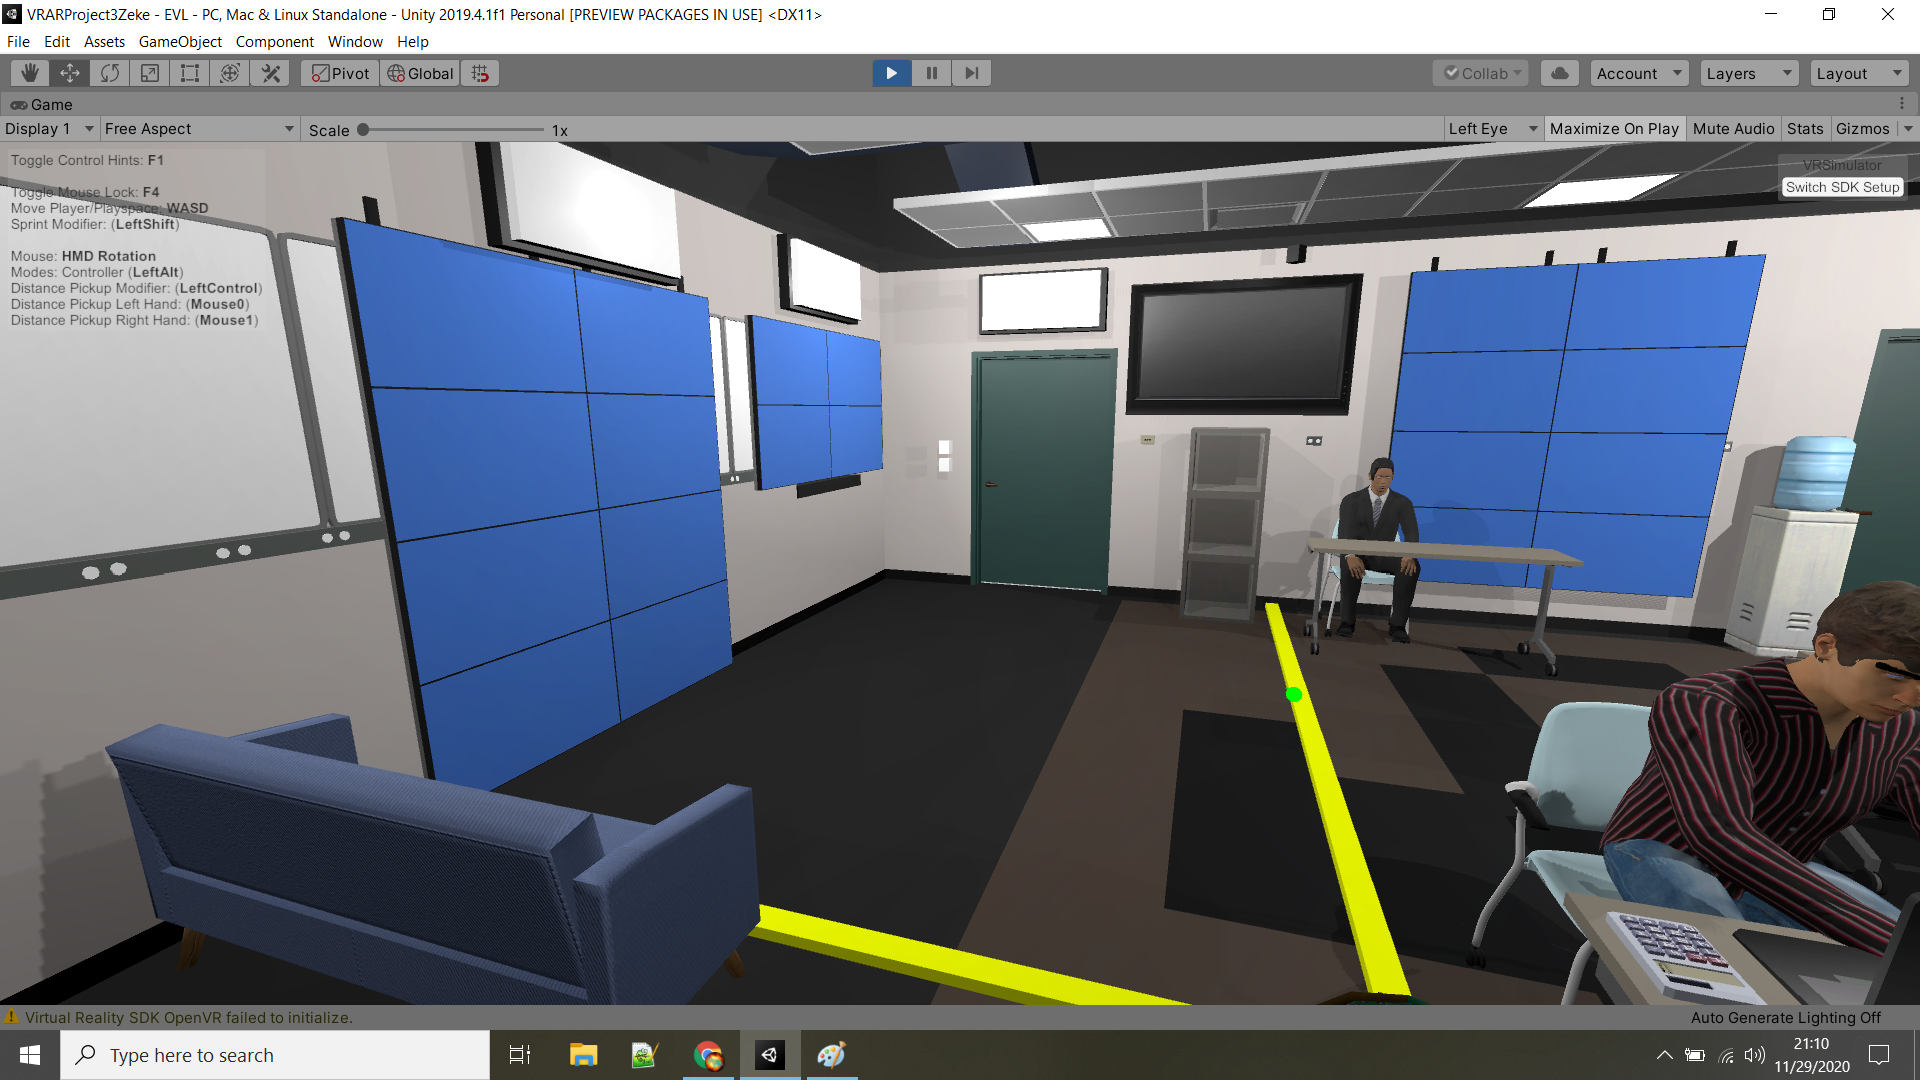 VRARProject3Zeke - EVL - PC, Mac & Linux Standalone - Unity 2019.4.1f1 Personal [PREVIEW PACKAGES IN USE] <DX11>
File Edit Assets GameObject Component Window Help
Pivot Global Collab Account Layers Layout
Game
Display 1 Free Aspect Scale 1x Left Eye Maximize On Play Mute Audio Stats Gizmos
Toggle Control Hints: F1
Toggle Mouse Lock: F4
Move Player/Playspace: WASD
Sprint Modifier: (LeftShift)
Mouse: HMD Rotation
Modes: Controller (LeftAlt)
Distance Pickup Modifier: (LeftControl)
Distance Pickup Left Hand: (Mouse0)
Distance Pickup Right Hand: (Mouse1)
VRSimulator
Switch SDK Setup
Virtual Reality SDK OpenVR failed to initialize.
Auto Generate Lighting Off
Type here to search
21:10
11/29/2020